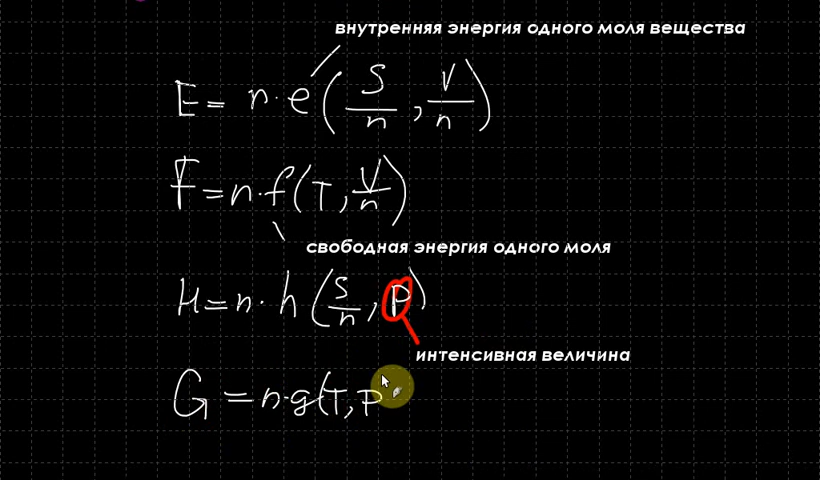 внутренняя энергия одного моля вещества
E = n·e(S/n, V/n)
F = n·f(T, V/n)
свободная энергия одного моля
H = n·h(S/n, P)
интенсивная величина
G = n·g(T, P